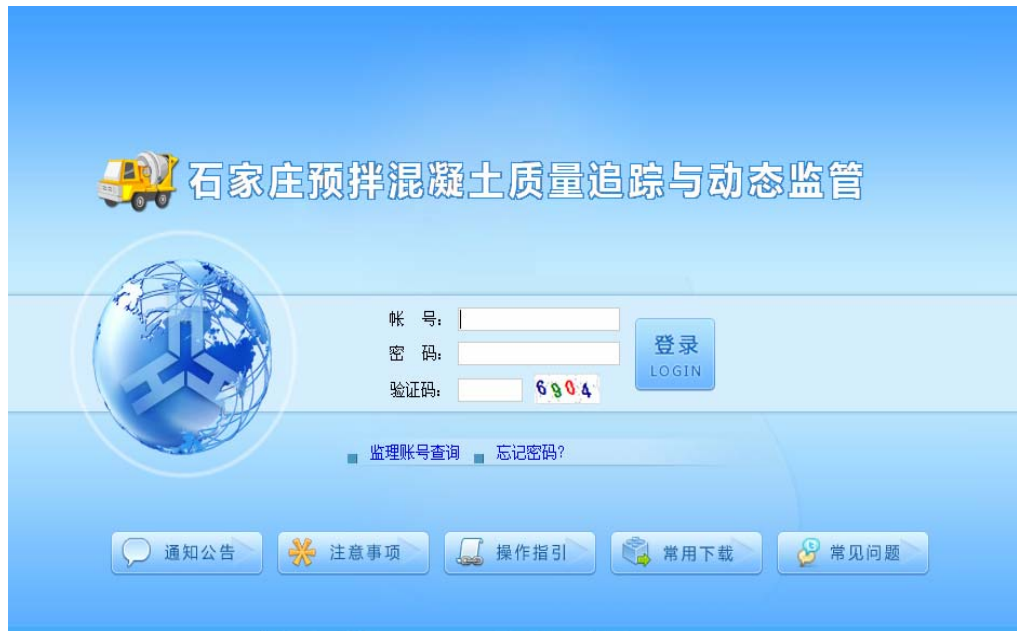 石家庄预拌混凝土质量追踪与动态监管
帐 号:
密 码:
登录
LOGIN
验证码: 6904
监理账号查询 忘记密码?
通知公告 注意事项 操作指引 常用下载 常见问题